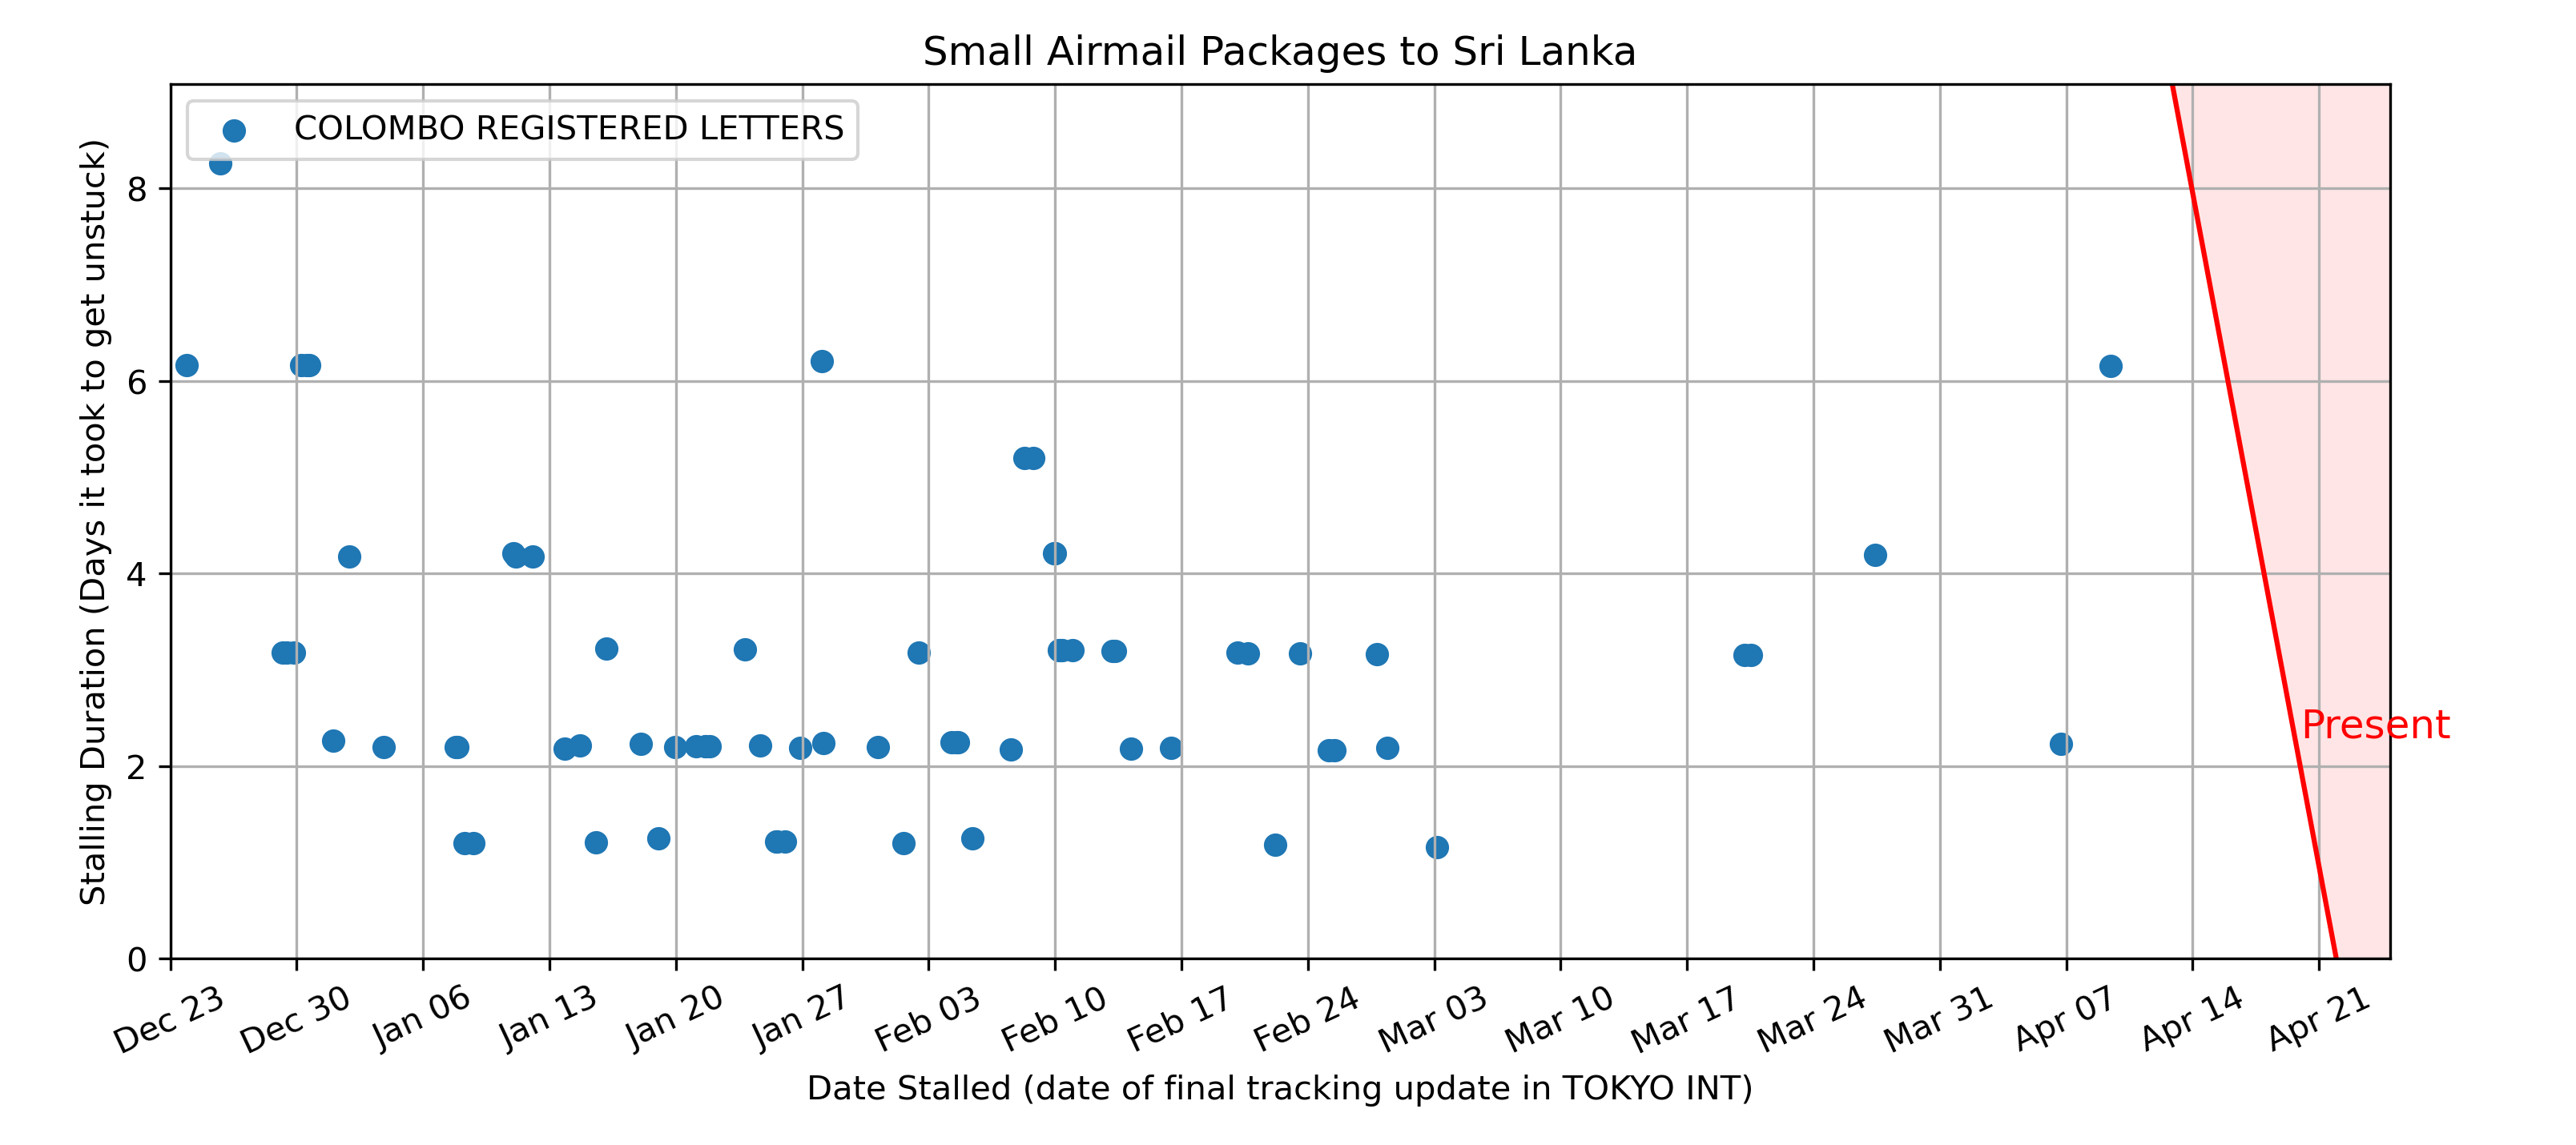 Small Airmail Packages to Sri Lanka
COLOMBO REGISTERED LETTERS
Stalling Duration (Days it took to get unstuck)
8
6
4
2
0
Present
Dec 23 Dec 30 Jan 06 Jan 13 Jan 20 Jan 27 Feb 03 Feb 10 Feb 17 Feb 24 Mar 03 Mar 10 Mar 17 Mar 24 Mar 31 Apr 07 Apr 14 Apr 21
Date Stalled (date of final tracking update in TOKYO INT)